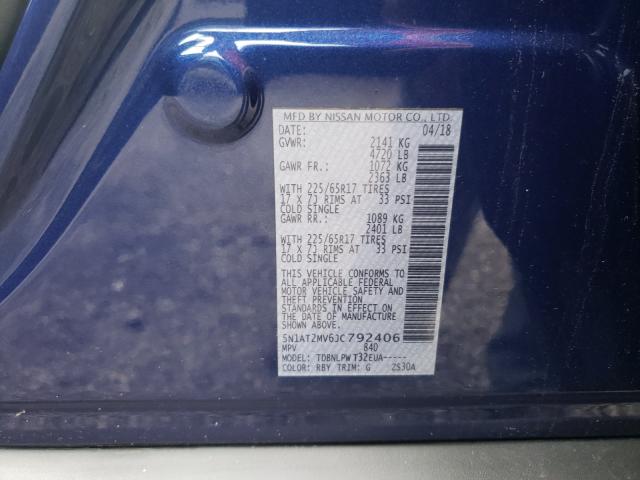 MFD BY NISSAN MOTOR CO., LTD.
DATE: 04/18
GVWR: 2141 KG
4720 LB
GAWR FR.: 1072 KG
2363 LB
WITH 225/65R17 TIRES
17 X 7J RIMS AT 33 PSI
COLD SINGLE
GAWR RR.: 1089 KG
2401 LB
WITH 225/65R17 TIRES
17 X 7J RIMS AT 33 PSI
COLD SINGLE
THIS VEHICLE CONFORMS TO
ALL APPLICABLE FEDERAL
MOTOR VEHICLE SAFETY AND
THEFT PREVENTION
STANDARDS IN EFFECT ON
THE DATE OF MANUFACTURE
SHOWN ABOVE.
5N1AT2MV6JC792406
MPV 840
MODEL: TDBNLPW T32EUA-----
COLOR: RBY TRIM: G ZS30A